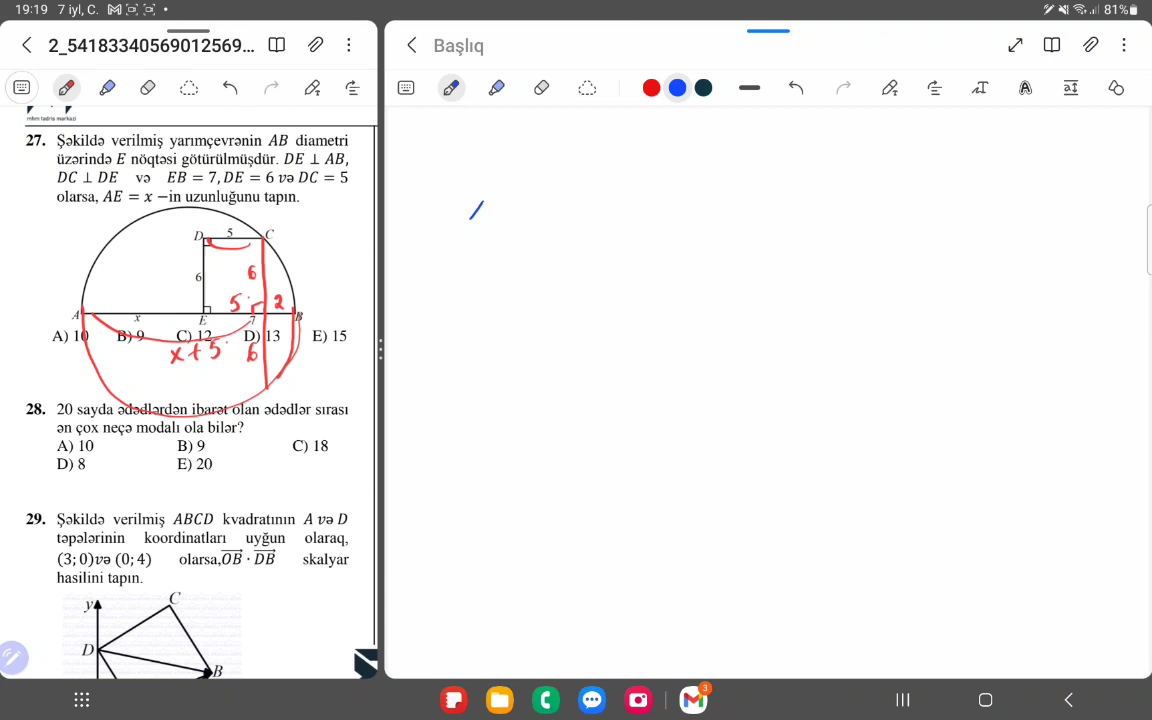 19:19 7 iyl, C.
81%
2_54183340569012569...
Başlıq
mhm tədris mərkəzi
27. Şəkildə verilmiş yarımçevrənin AB diametri
üzərində E nöqtəsi götürülmüşdür. DE ⊥ AB,
DC ⊥ DE və EB = 7, DE = 6 və DC = 5
olarsa, AE = x −in uzunluğunu tapın.
D 5 C
6 6
5 2
A x E 7 B
A) 10 B) 9 C) 12 D) 13 E) 15
x + 5 6
28. 20 sayda ədədlərdən ibarət olan ədədlər sırası
ən çox neçə modalı ola bilər?
A) 10 B) 9 C) 18
D) 8 E) 20
29. Şəkildə verilmiş ABCD kvadratının A və D
təpələrinin koordinatları uyğun olaraq,
(3; 0)və (0; 4) olarsa,OB · DB skalyar
hasilini tapın.
y C
D
B
3